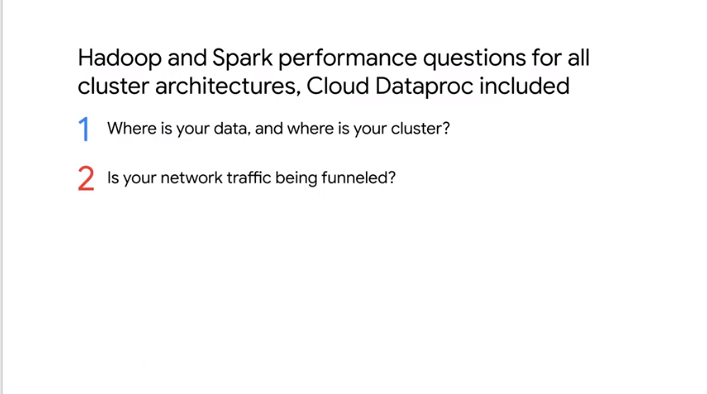 Hadoop and Spark performance questions for all
cluster architectures, Cloud Dataproc included
1 Where is your data, and where is your cluster?
2 Is your network traffic being funneled?